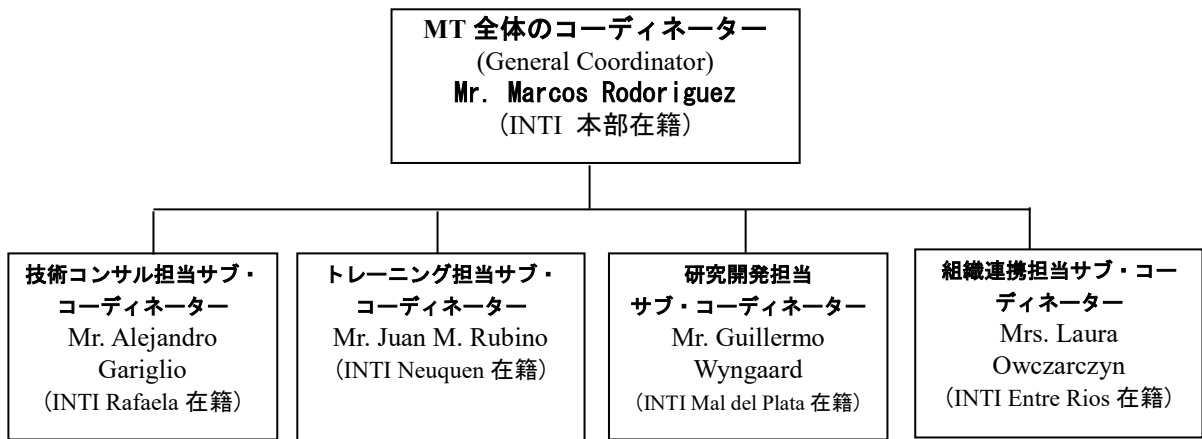 MT 全体のコーディネーター
(General Coordinator)
Mr. Marcos Rodoriguez
（INTI 本部在籍）
技術コンサル担当サブ・
コーディネーター
Mr. Alejandro
Gariglio
（INTI Rafaela 在籍）
トレーニング担当サブ・
コーディネーター
Mr. Juan M. Rubino
（INTI Neuquen 在籍）
研究開発担当
サブ・コーディネーター
Mr. Guillermo
Wyngaard
（INTI Mal del Plata 在籍）
組織連携担当サブ・コー
ディネーター
Mrs. Laura
Owczarczyn
（INTI Entre Rios 在籍）